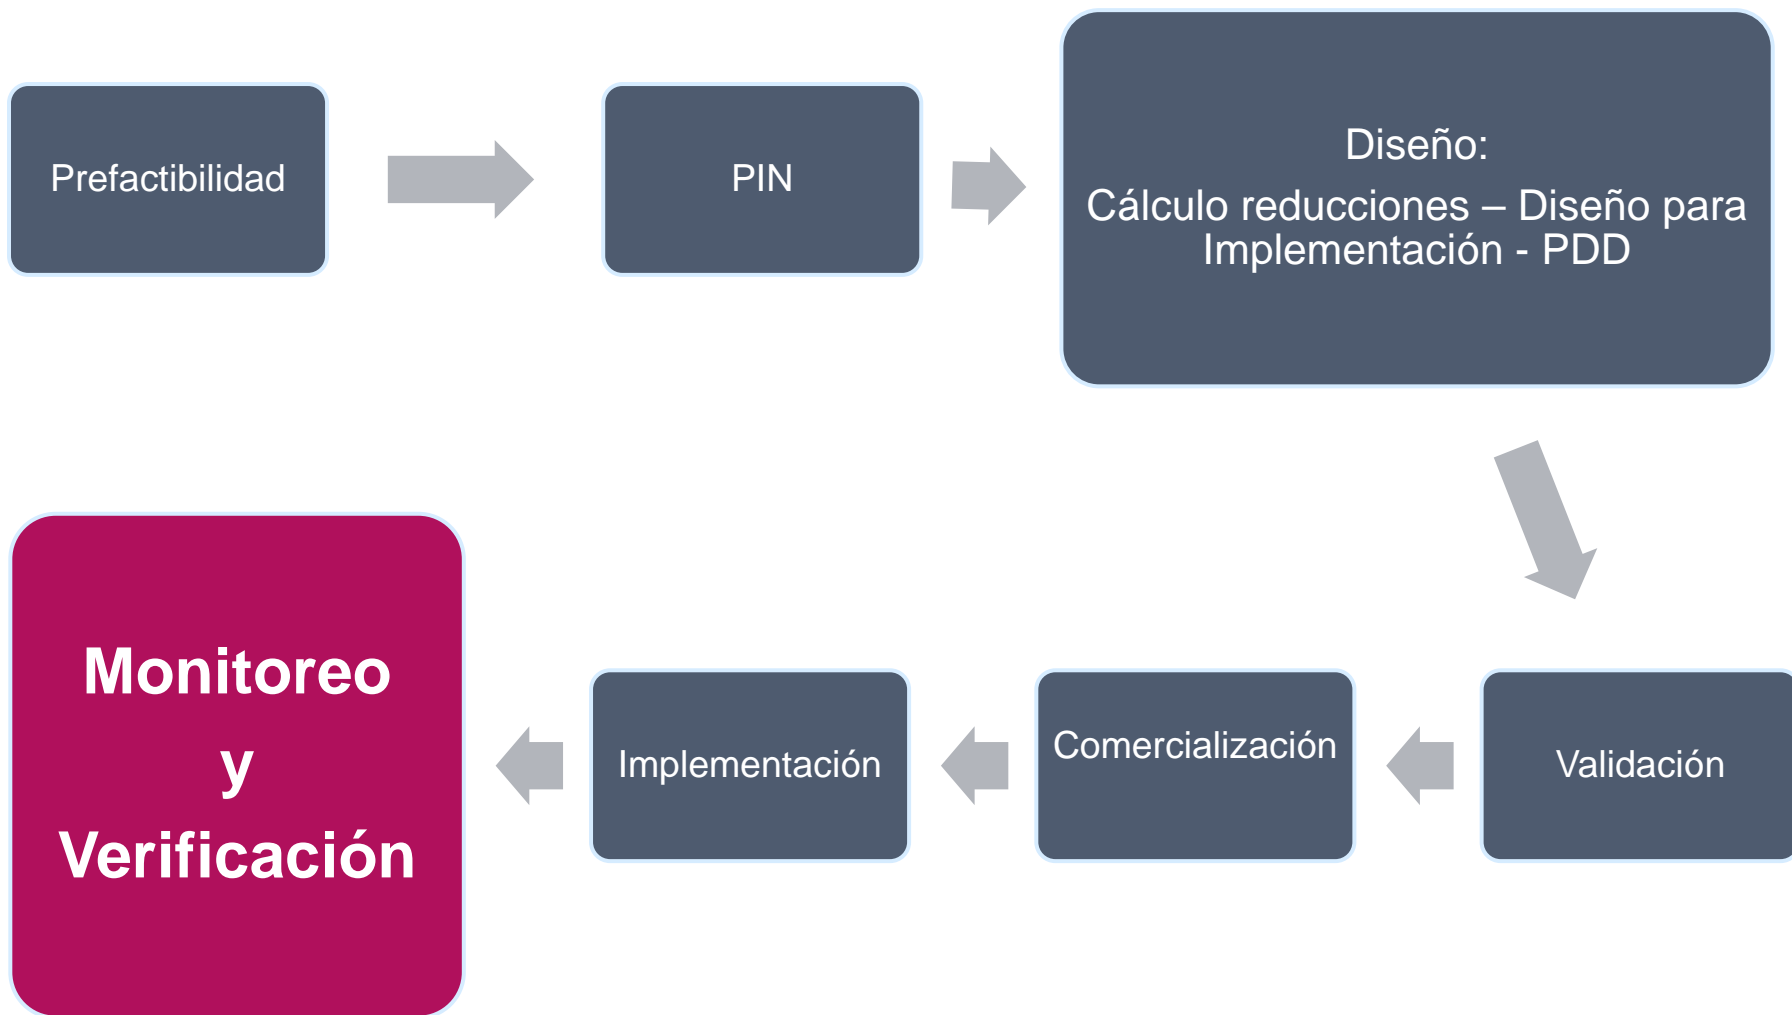 Prefactibilidad
PIN
Diseño:
Cálculo reducciones – Diseño para
Implementación - PDD
Monitoreo
y
Verificación
Implementación
Comercialización
Validación